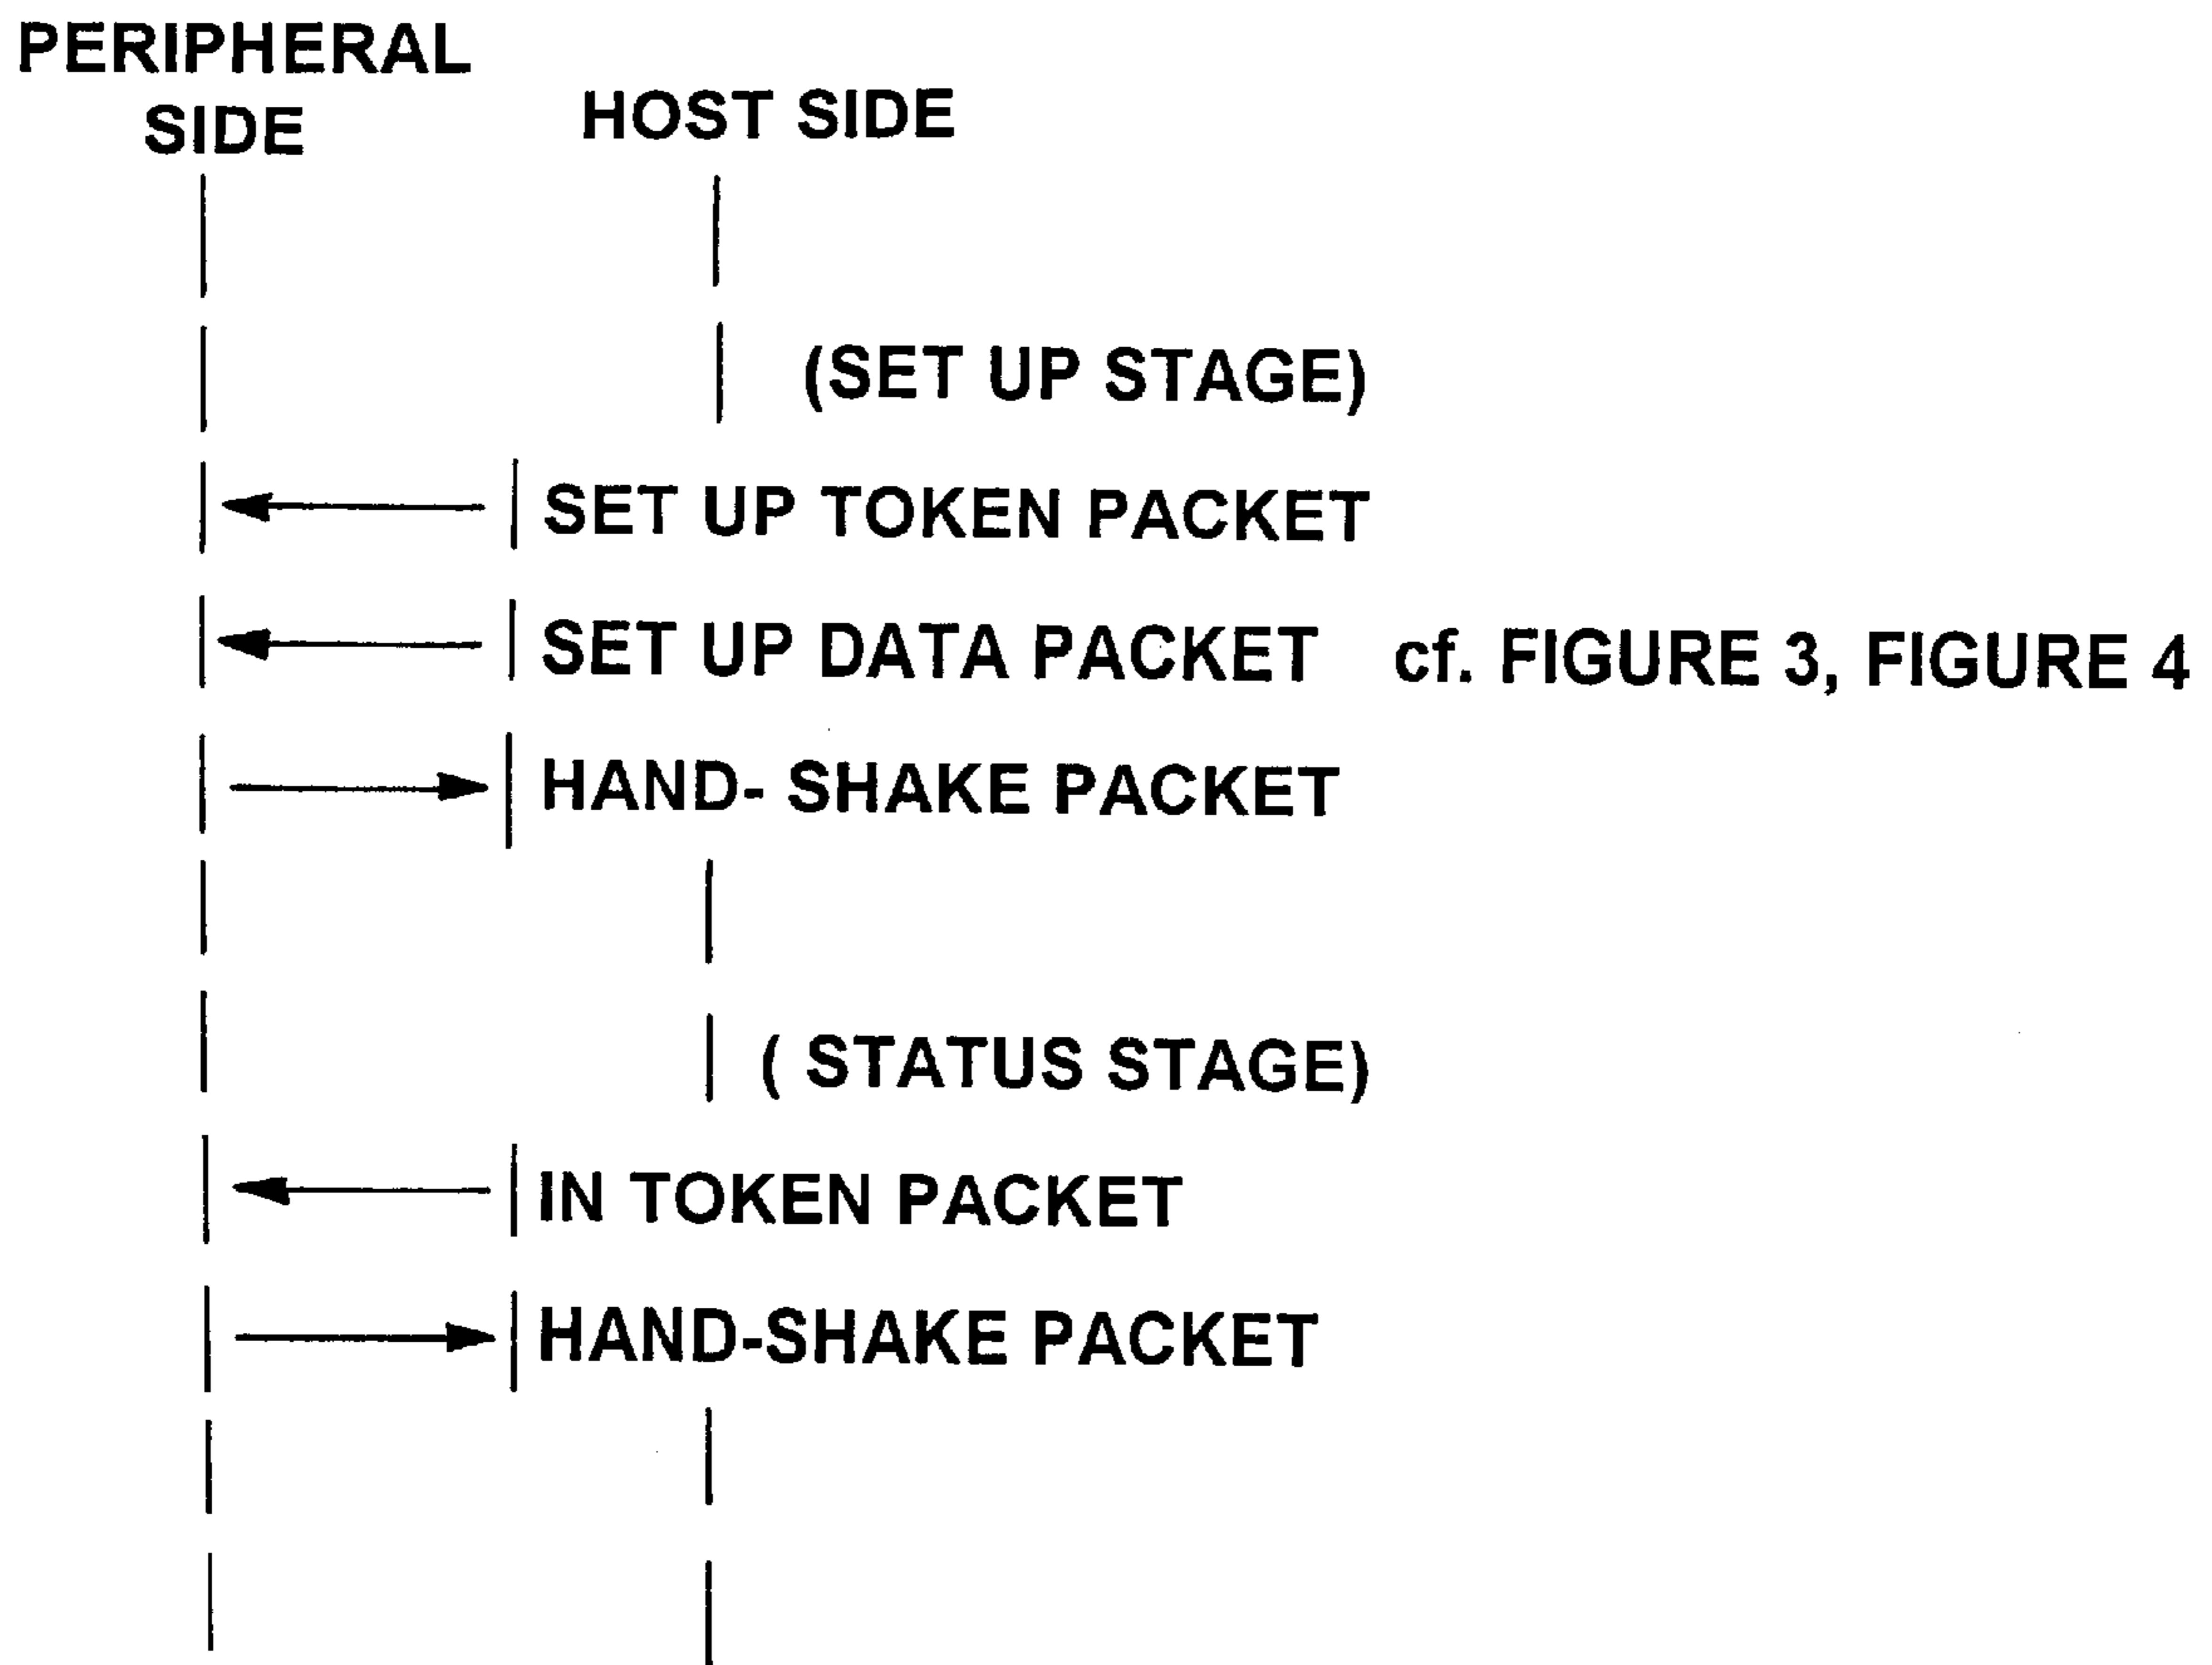 PERIPHERAL
SIDE
HOST SIDE
(SET UP STAGE)
SET UP TOKEN PACKET
SET UP DATA PACKET cf. FIGURE 3, FIGURE 4
HAND- SHAKE PACKET
( STATUS STAGE)
IN TOKEN PACKET
HAND-SHAKE PACKET